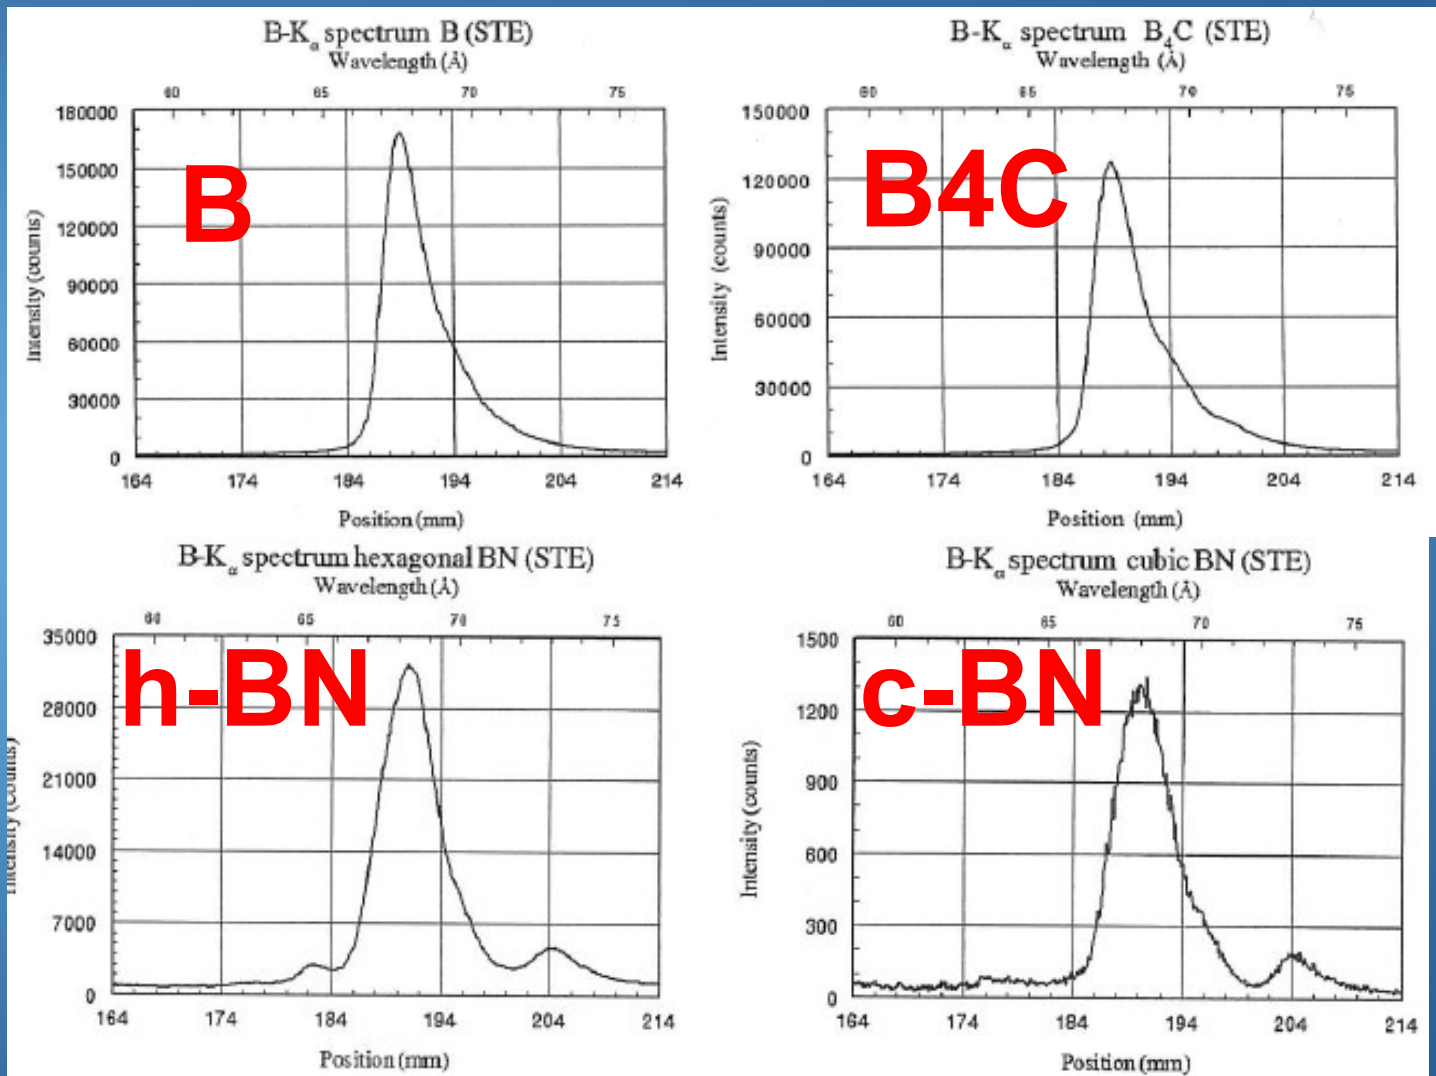 B-Kα spectrum B (STE)
Wavelength (Å)
60 65 70 75
180000
150000
120000
90000
60000
30000
0
Intensity (counts)
B
164 174 184 194 204 214
Position (mm)
B-Kα spectrum B4C (STE)
Wavelength (Å)
60 65 70 75
150000
120000
90000
60000
30000
0
Intensity (counts)
B4C
164 174 184 194 204 214
Position (mm)
B-Kα spectrum hexagonal BN (STE)
Wavelength (Å)
60 65 70 75
35000
28000
21000
14000
7000
0
Intensity (Counts)
h-BN
164 174 184 194 204 214
Position (mm)
B-Kα spectrum cubic BN (STE)
Wavelength (Å)
60 65 70 75
1500
1200
900
600
300
0
Intensity (counts)
c-BN
164 174 184 194 204 214
Position (mm)